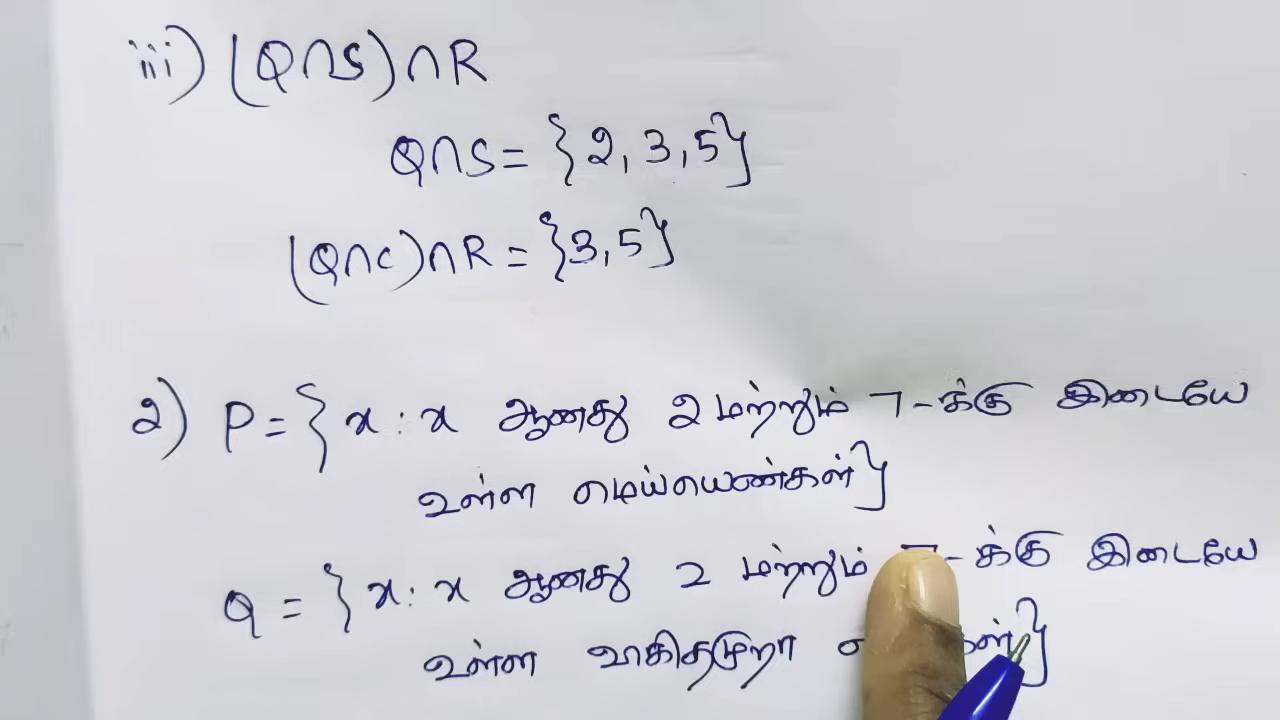 iii) (Q∩S)∩R
Q∩S = {2, 3, 5}
(Q∩C)∩R = {3, 5}
2) P = {x : x ஆனது 2 மற்றும் 7-க்கு இடையே
உள்ள மெய்யெண்கள்}
Q = {x : x ஆனது 2 மற்றும் 7-க்கு இடையே
உள்ள விகிதமுறா